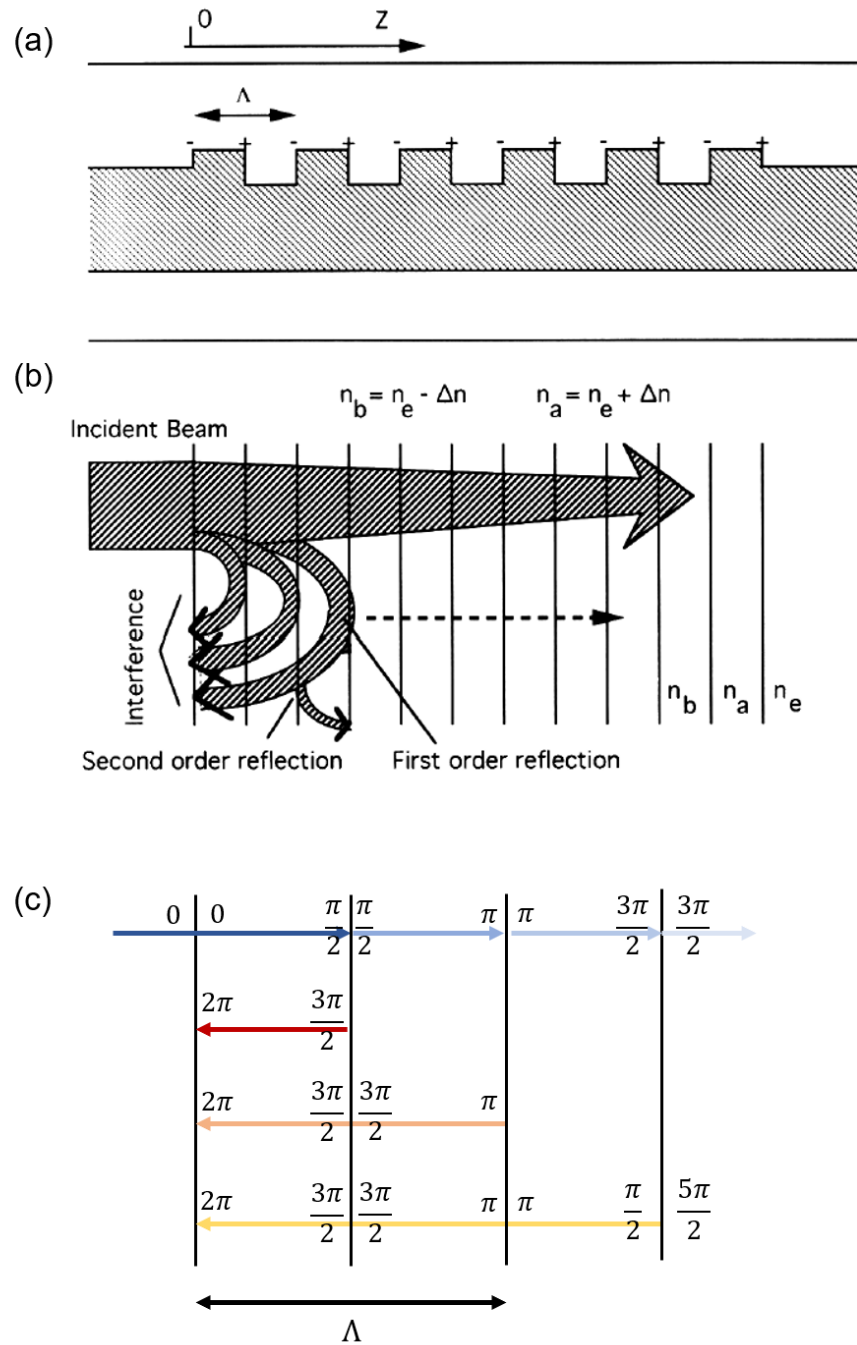 (a)
0 Z
Λ
- + - + - + - + - + - +
(b)
n_b = n_e - Δn n_a = n_e + Δn
Incident Beam
Interference
n_b n_a n_e
Second order reflection First order reflection
(c)
0 0 π/2 π/2 π π 3π/2 3π/2
2π 3π/2
2π 3π/2 3π/2 π
2π 3π/2 3π/2 π π π/2 5π/2
Λ